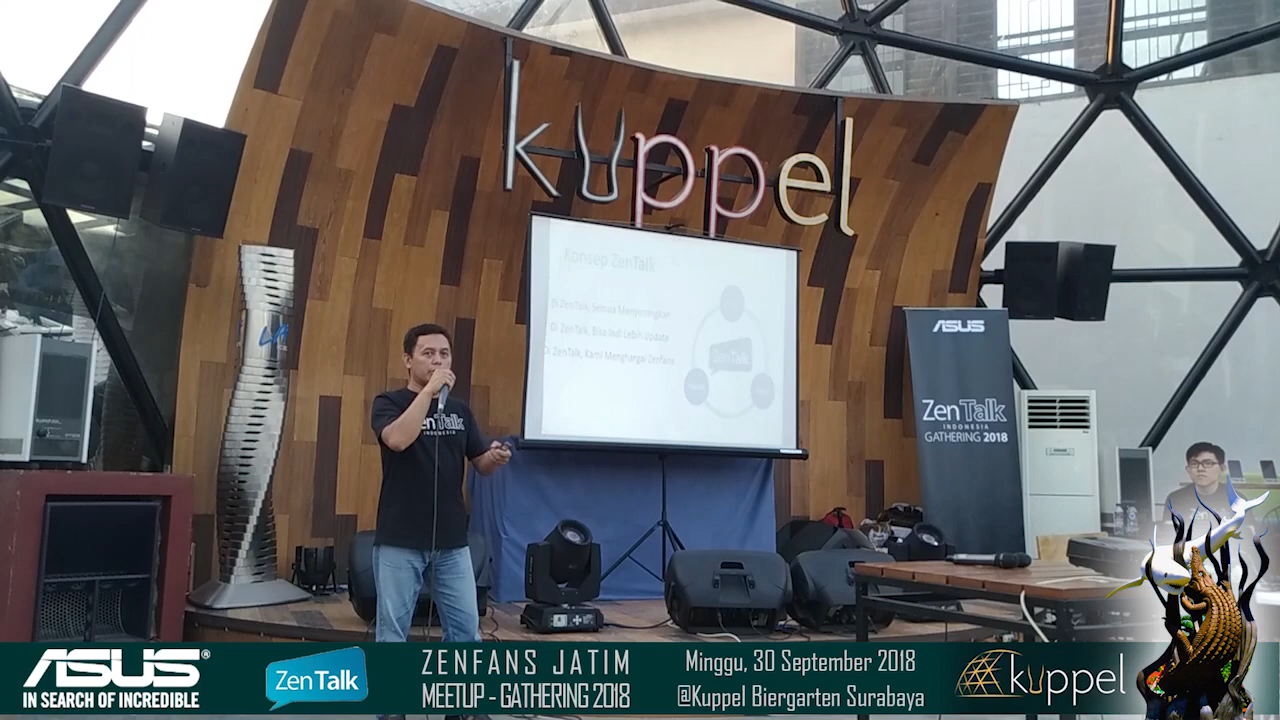 kuppel
Konsep ZenTalk
Di ZenTalk, Semua Menyenangkan
Di ZenTalk, Bisa Jadi Lebih Update
Di ZenTalk, Kami Menghargai Zenfans
Zen Talk
ZenTalk
INDONESIA
ASUS
ZenTalk
INDONESIA
GATHERING 2018
ASUS®
IN SEARCH OF INCREDIBLE
ZenTalk
ZENFANS JATIM
MEETUP - GATHERING 2018
Minggu, 30 September 2018
@Kuppel Biergarten Surabaya
kuppel